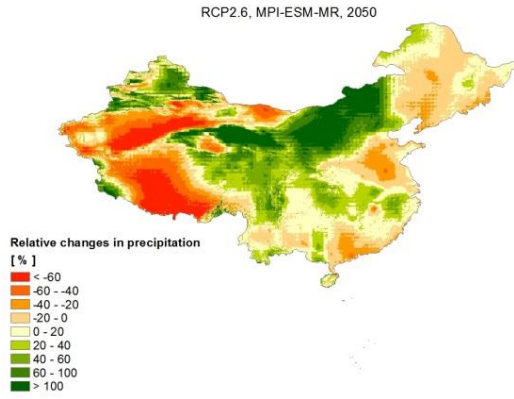 RCP2.6, MPI-ESM-MR, 2050
Relative changes in precipitation
[ % ]
< -60
-60 - -40
-40 - -20
-20 - 0
0 - 20
20 - 40
40 - 60
60 - 100
> 100